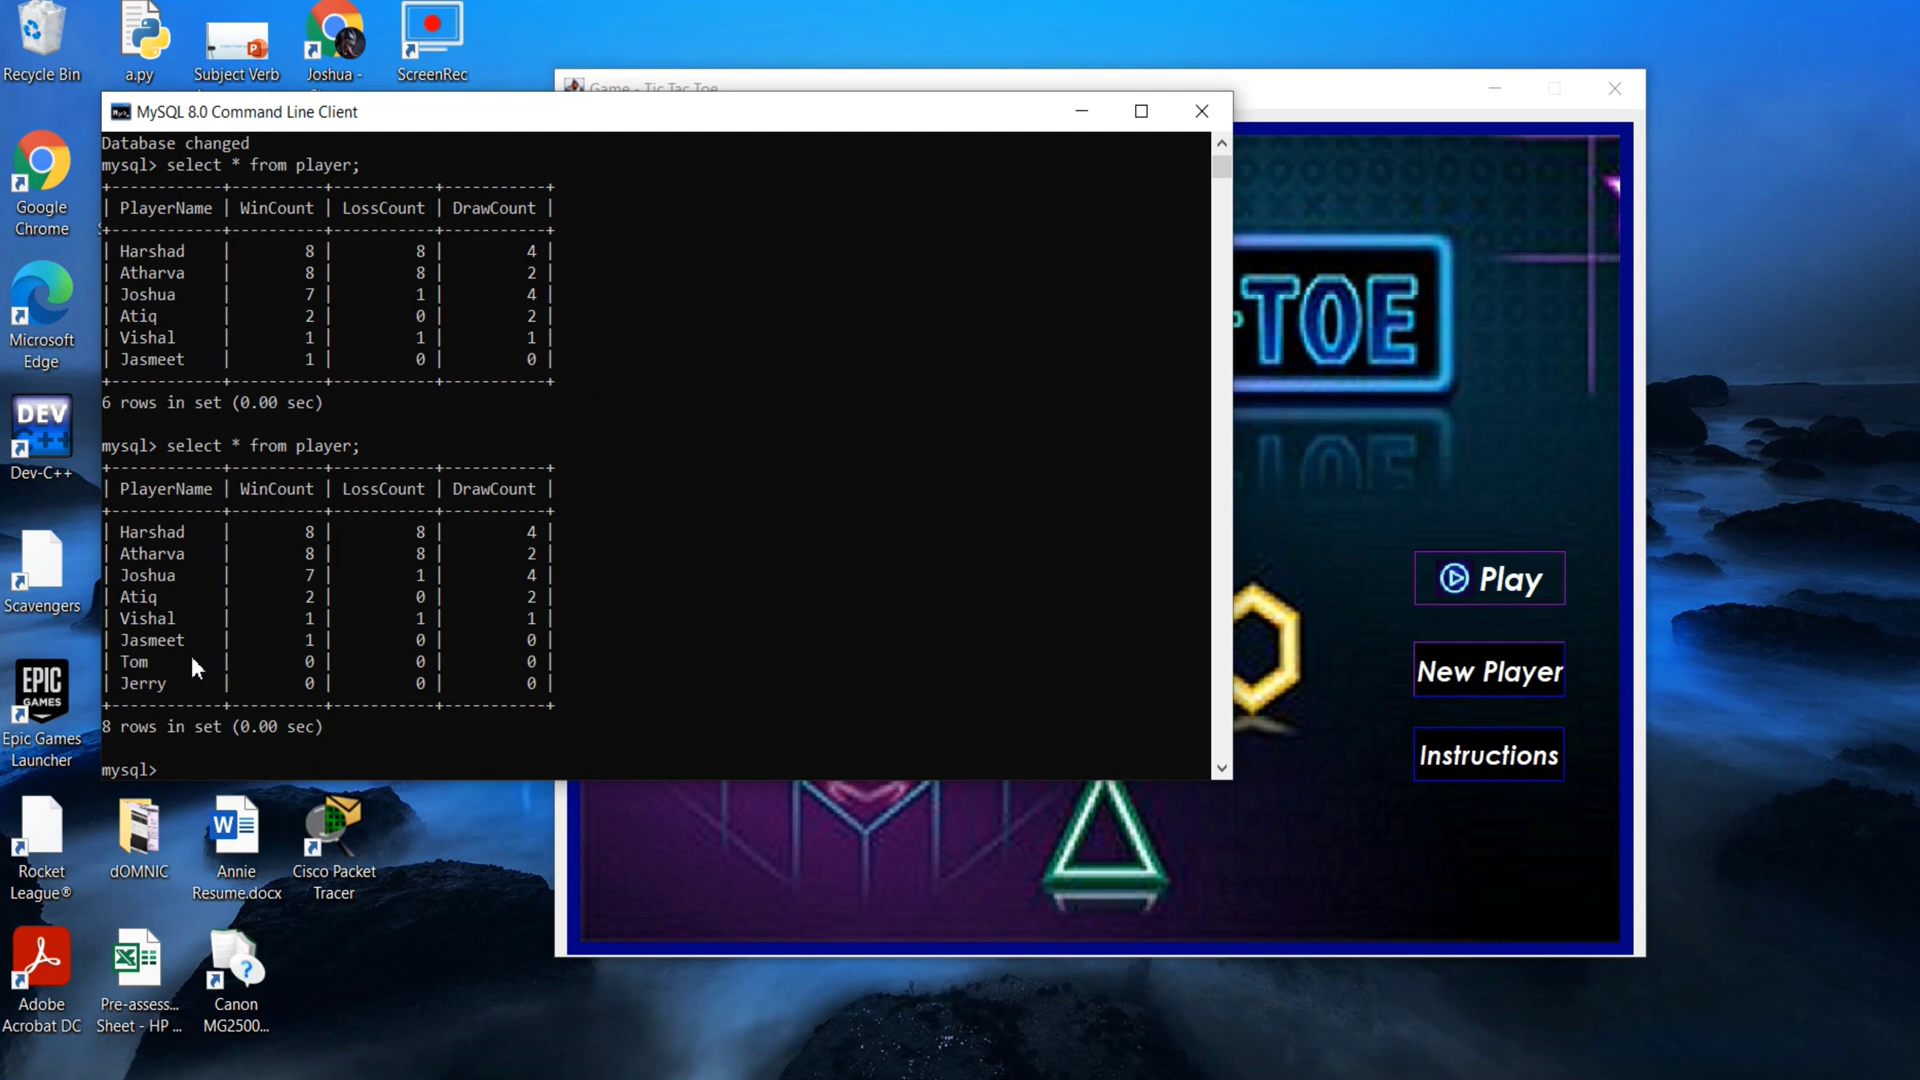 Recycle Bin
a.py
Subject Verb
Joshua -
ScreenRec
Game - Tic Tac Toe
MySQL 8.0 Command Line Client
Database changed
mysql> select * from player;
+------------+----------+-----------+-----------+
| PlayerName | WinCount | LossCount | DrawCount |
+------------+----------+-----------+-----------+
| Harshad | 8 | 8 | 4 |
| Atharva | 8 | 8 | 2 |
| Joshua | 7 | 1 | 4 |
| Atiq | 2 | 0 | 2 |
| Vishal | 1 | 1 | 1 |
| Jasmeet | 1 | 0 | 0 |
+------------+----------+-----------+-----------+
6 rows in set (0.00 sec)
mysql> select * from player;
+------------+----------+-----------+-----------+
| PlayerName | WinCount | LossCount | DrawCount |
+------------+----------+-----------+-----------+
| Harshad | 8 | 8 | 4 |
| Atharva | 8 | 8 | 2 |
| Joshua | 7 | 1 | 4 |
| Atiq | 2 | 0 | 2 |
| Vishal | 1 | 1 | 1 |
| Jasmeet | 1 | 0 | 0 |
| Tom | 0 | 0 | 0 |
| Jerry | 0 | 0 | 0 |
+------------+----------+-----------+-----------+
8 rows in set (0.00 sec)
mysql>
-TOE
Play
New Player
Instructions
Google
Chrome
Microsoft
Edge
DEV
C++
Dev-C++
Scavengers
EPIC
GAMES
Epic Games
Launcher
Rocket
League®
dOMNIC
Annie
Resume.docx
Cisco Packet
Tracer
Adobe
Acrobat DC
Pre-assess...
Sheet - HP ...
Canon
MG2500...